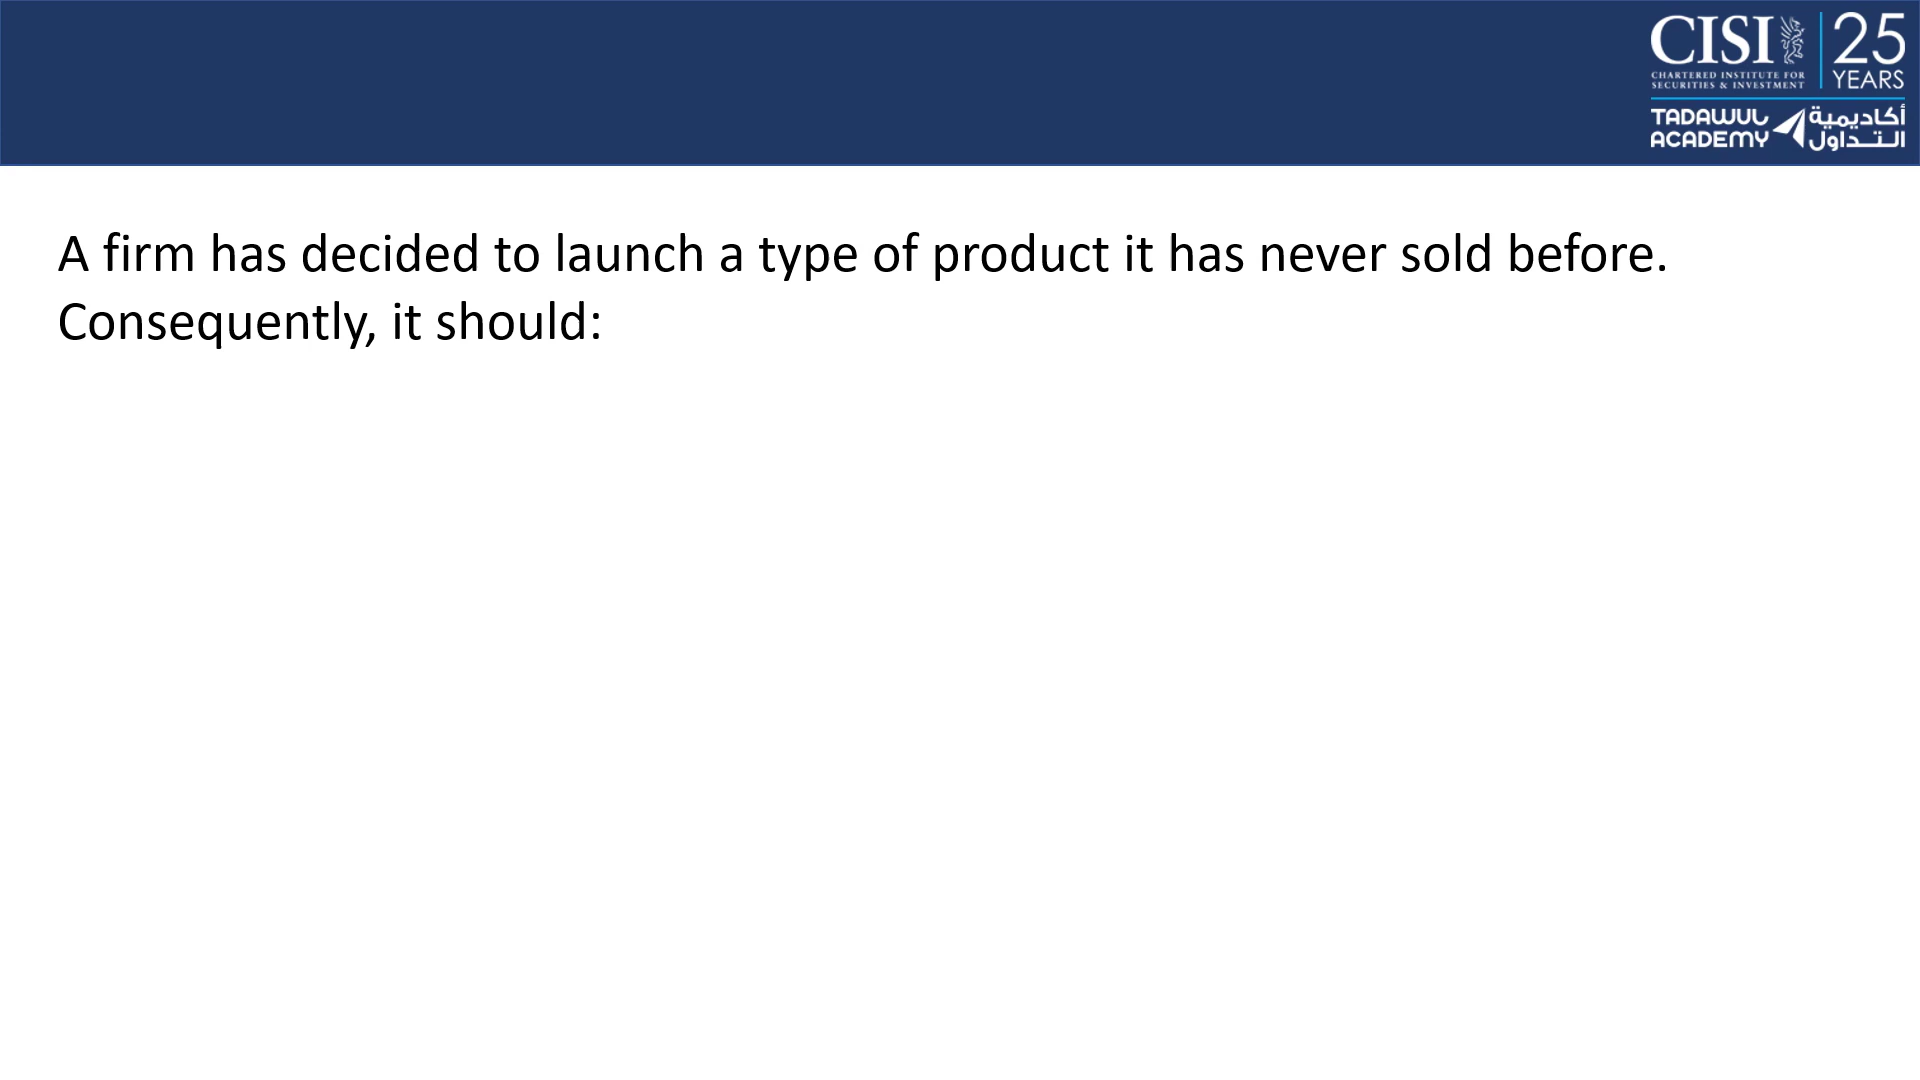 CISI
25
CHARTERED INSTITUTE FOR
SECURITIES & INVESTMENT
YEARS
TADAWUL
ACADEMY
أكاديمية
التداول
A firm has decided to launch a type of product it has never sold before.
Consequently, it should: